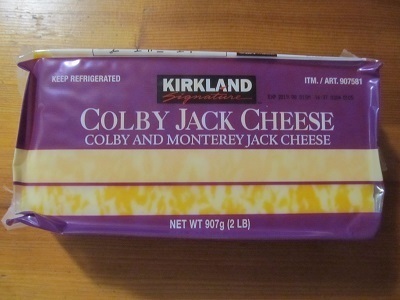 KEEP REFRIGERATED
KIRKLAND
Signature
ITM. / ART. 907581
COLBY JACK CHEESE
COLBY AND MONTEREY JACK CHEESE
NET WT 907g (2 LB)